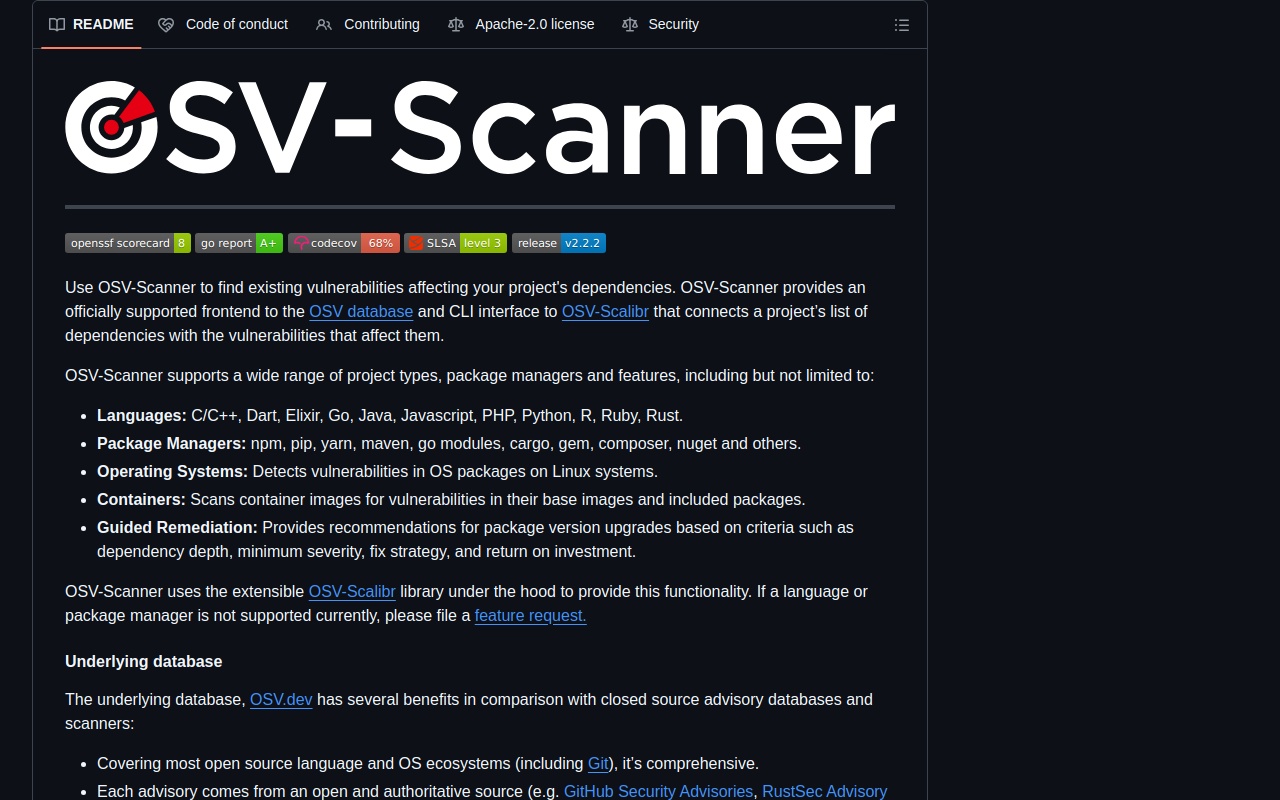 README Code of conduct Contributing Apache-2.0 license Security
OSV-Scanner
openssf scorecard 8 go report A+ codecov 68% SLSA level 3 release v2.2.2
Use OSV-Scanner to find existing vulnerabilities affecting your project's dependencies. OSV-Scanner provides an
officially supported frontend to the OSV database and CLI interface to OSV-Scalibr that connects a project's list of
dependencies with the vulnerabilities that affect them.
OSV-Scanner supports a wide range of project types, package managers and features, including but not limited to:
• Languages: C/C++, Dart, Elixir, Go, Java, Javascript, PHP, Python, R, Ruby, Rust.
• Package Managers: npm, pip, yarn, maven, go modules, cargo, gem, composer, nuget and others.
• Operating Systems: Detects vulnerabilities in OS packages on Linux systems.
• Containers: Scans container images for vulnerabilities in their base images and included packages.
• Guided Remediation: Provides recommendations for package version upgrades based on criteria such as
dependency depth, minimum severity, fix strategy, and return on investment.
OSV-Scanner uses the extensible OSV-Scalibr library under the hood to provide this functionality. If a language or
package manager is not supported currently, please file a feature request.
Underlying database
The underlying database, OSV.dev has several benefits in comparison with closed source advisory databases and
scanners:
• Covering most open source language and OS ecosystems (including Git), it's comprehensive.
• Each advisory comes from an open and authoritative source (e.g. GitHub Security Advisories, RustSec Advisory